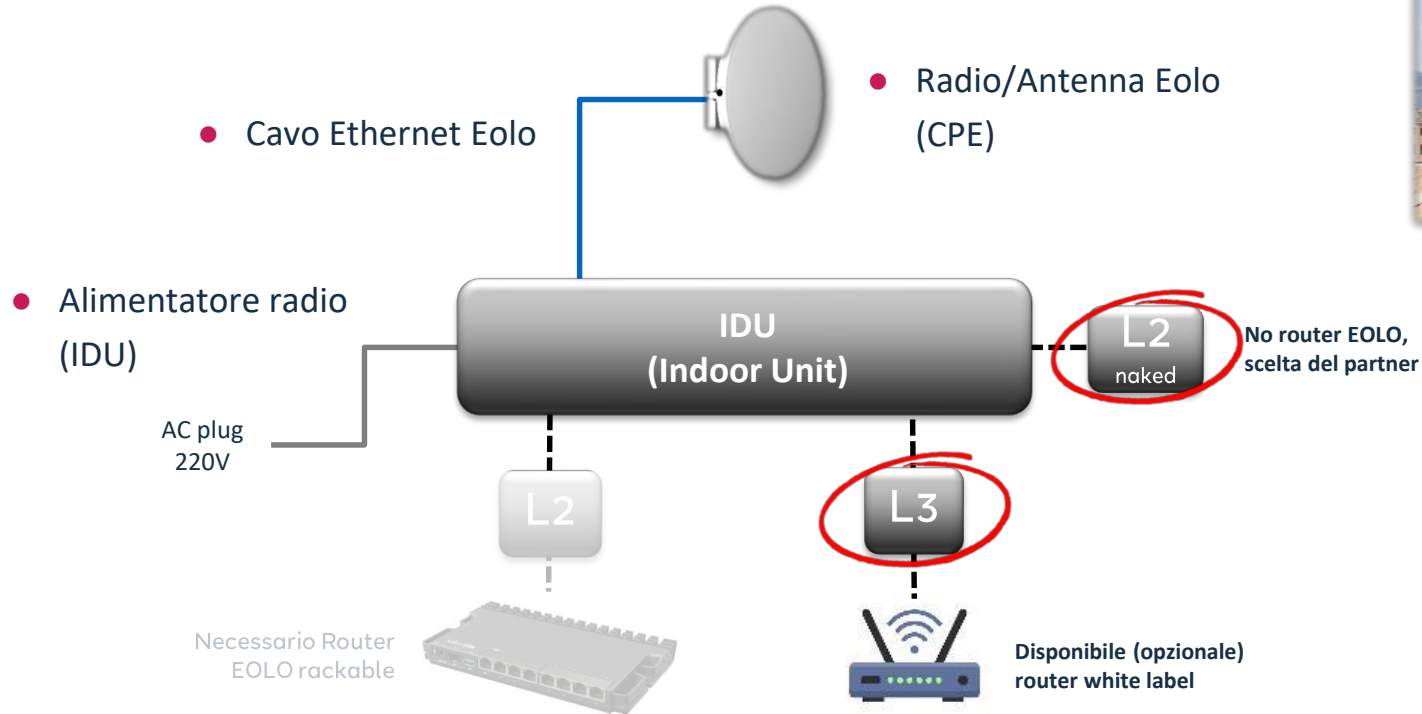 Radio/Antenna Eolo
(CPE)
Cavo Ethernet Eolo
Alimentatore radio
(IDU)
IDU
(Indoor Unit)
L2
naked
No router EOLO,
scelta del partner
AC plug
220V
L2
L3
Necessario Router
EOLO rackable
Disponibile (opzionale)
router white label